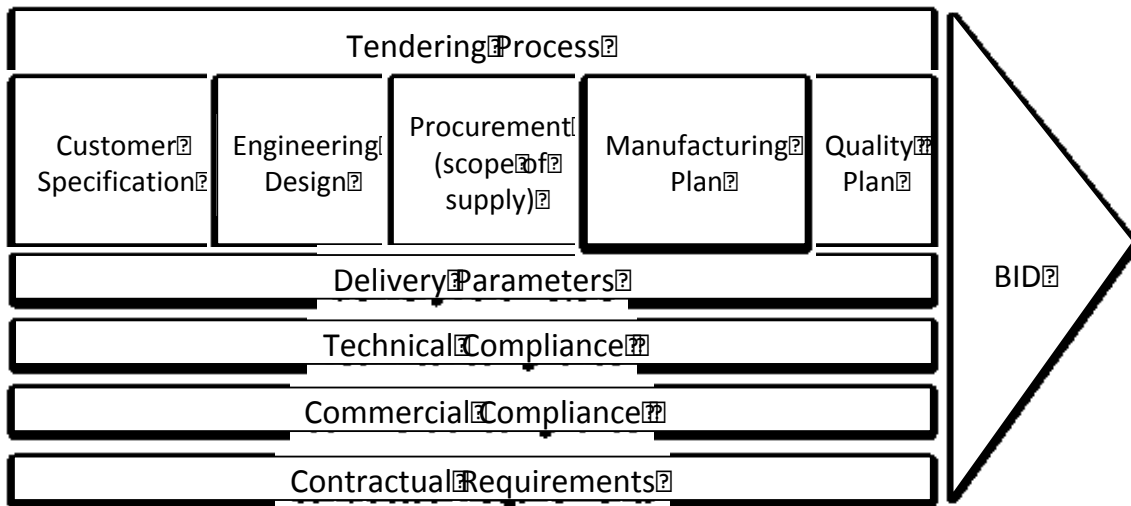 Tendering Process
Customer
Specification
Engineering
Design
Procurement
(scope of
supply)
Manufacturing
Plan
Quality
Plan
Delivery Parameters
Technical Compliance
Commercial Compliance
Contractual Requirements
BID